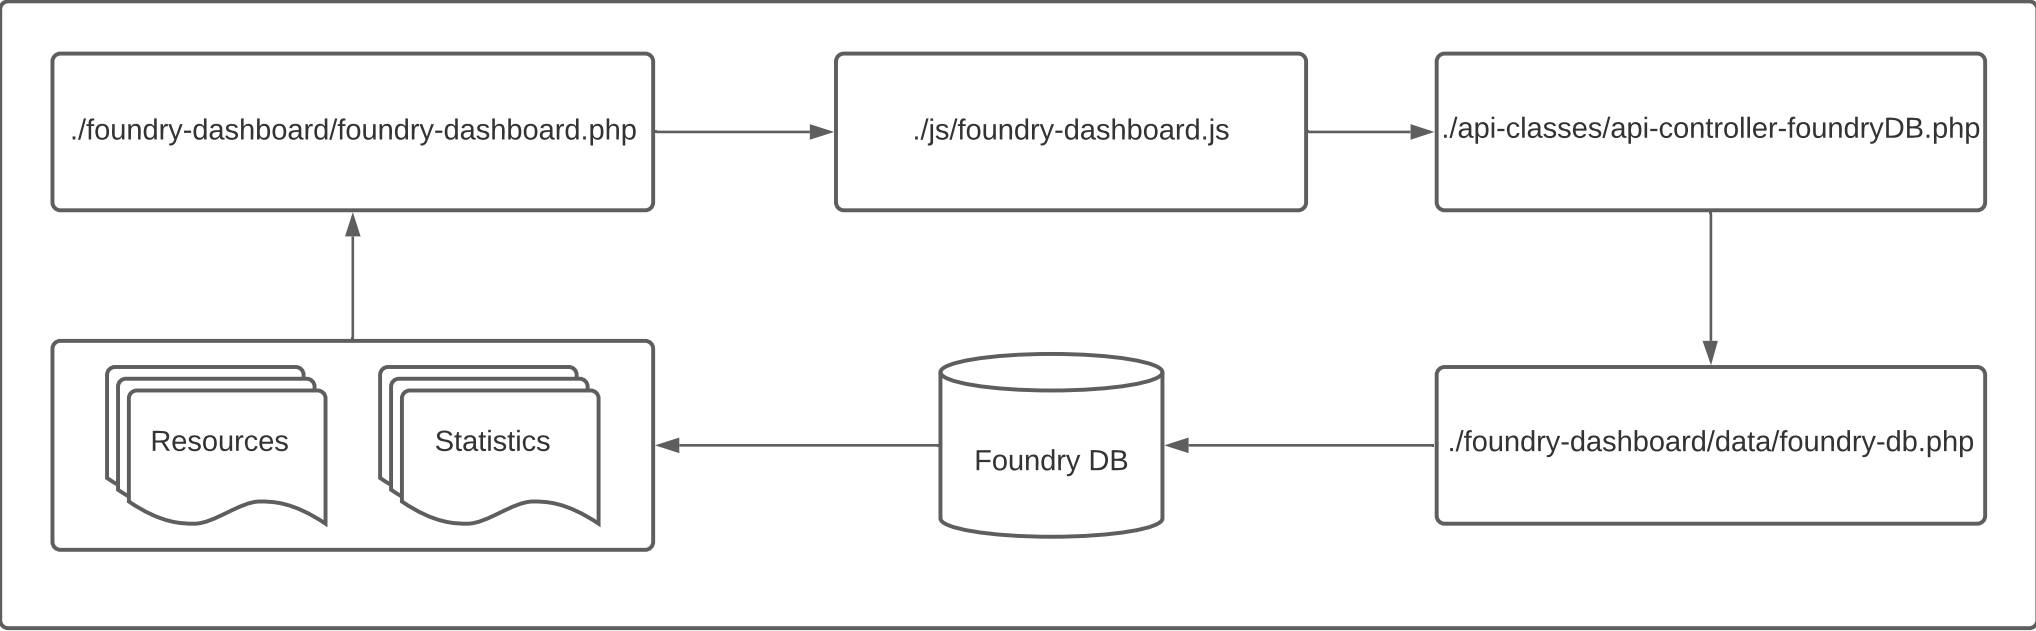 ./foundry-dashboard/foundry-dashboard.php
./js/foundry-dashboard.js
./api-classes/api-controller-foundryDB.php
Resources
Statistics
Foundry DB
./foundry-dashboard/data/foundry-db.php